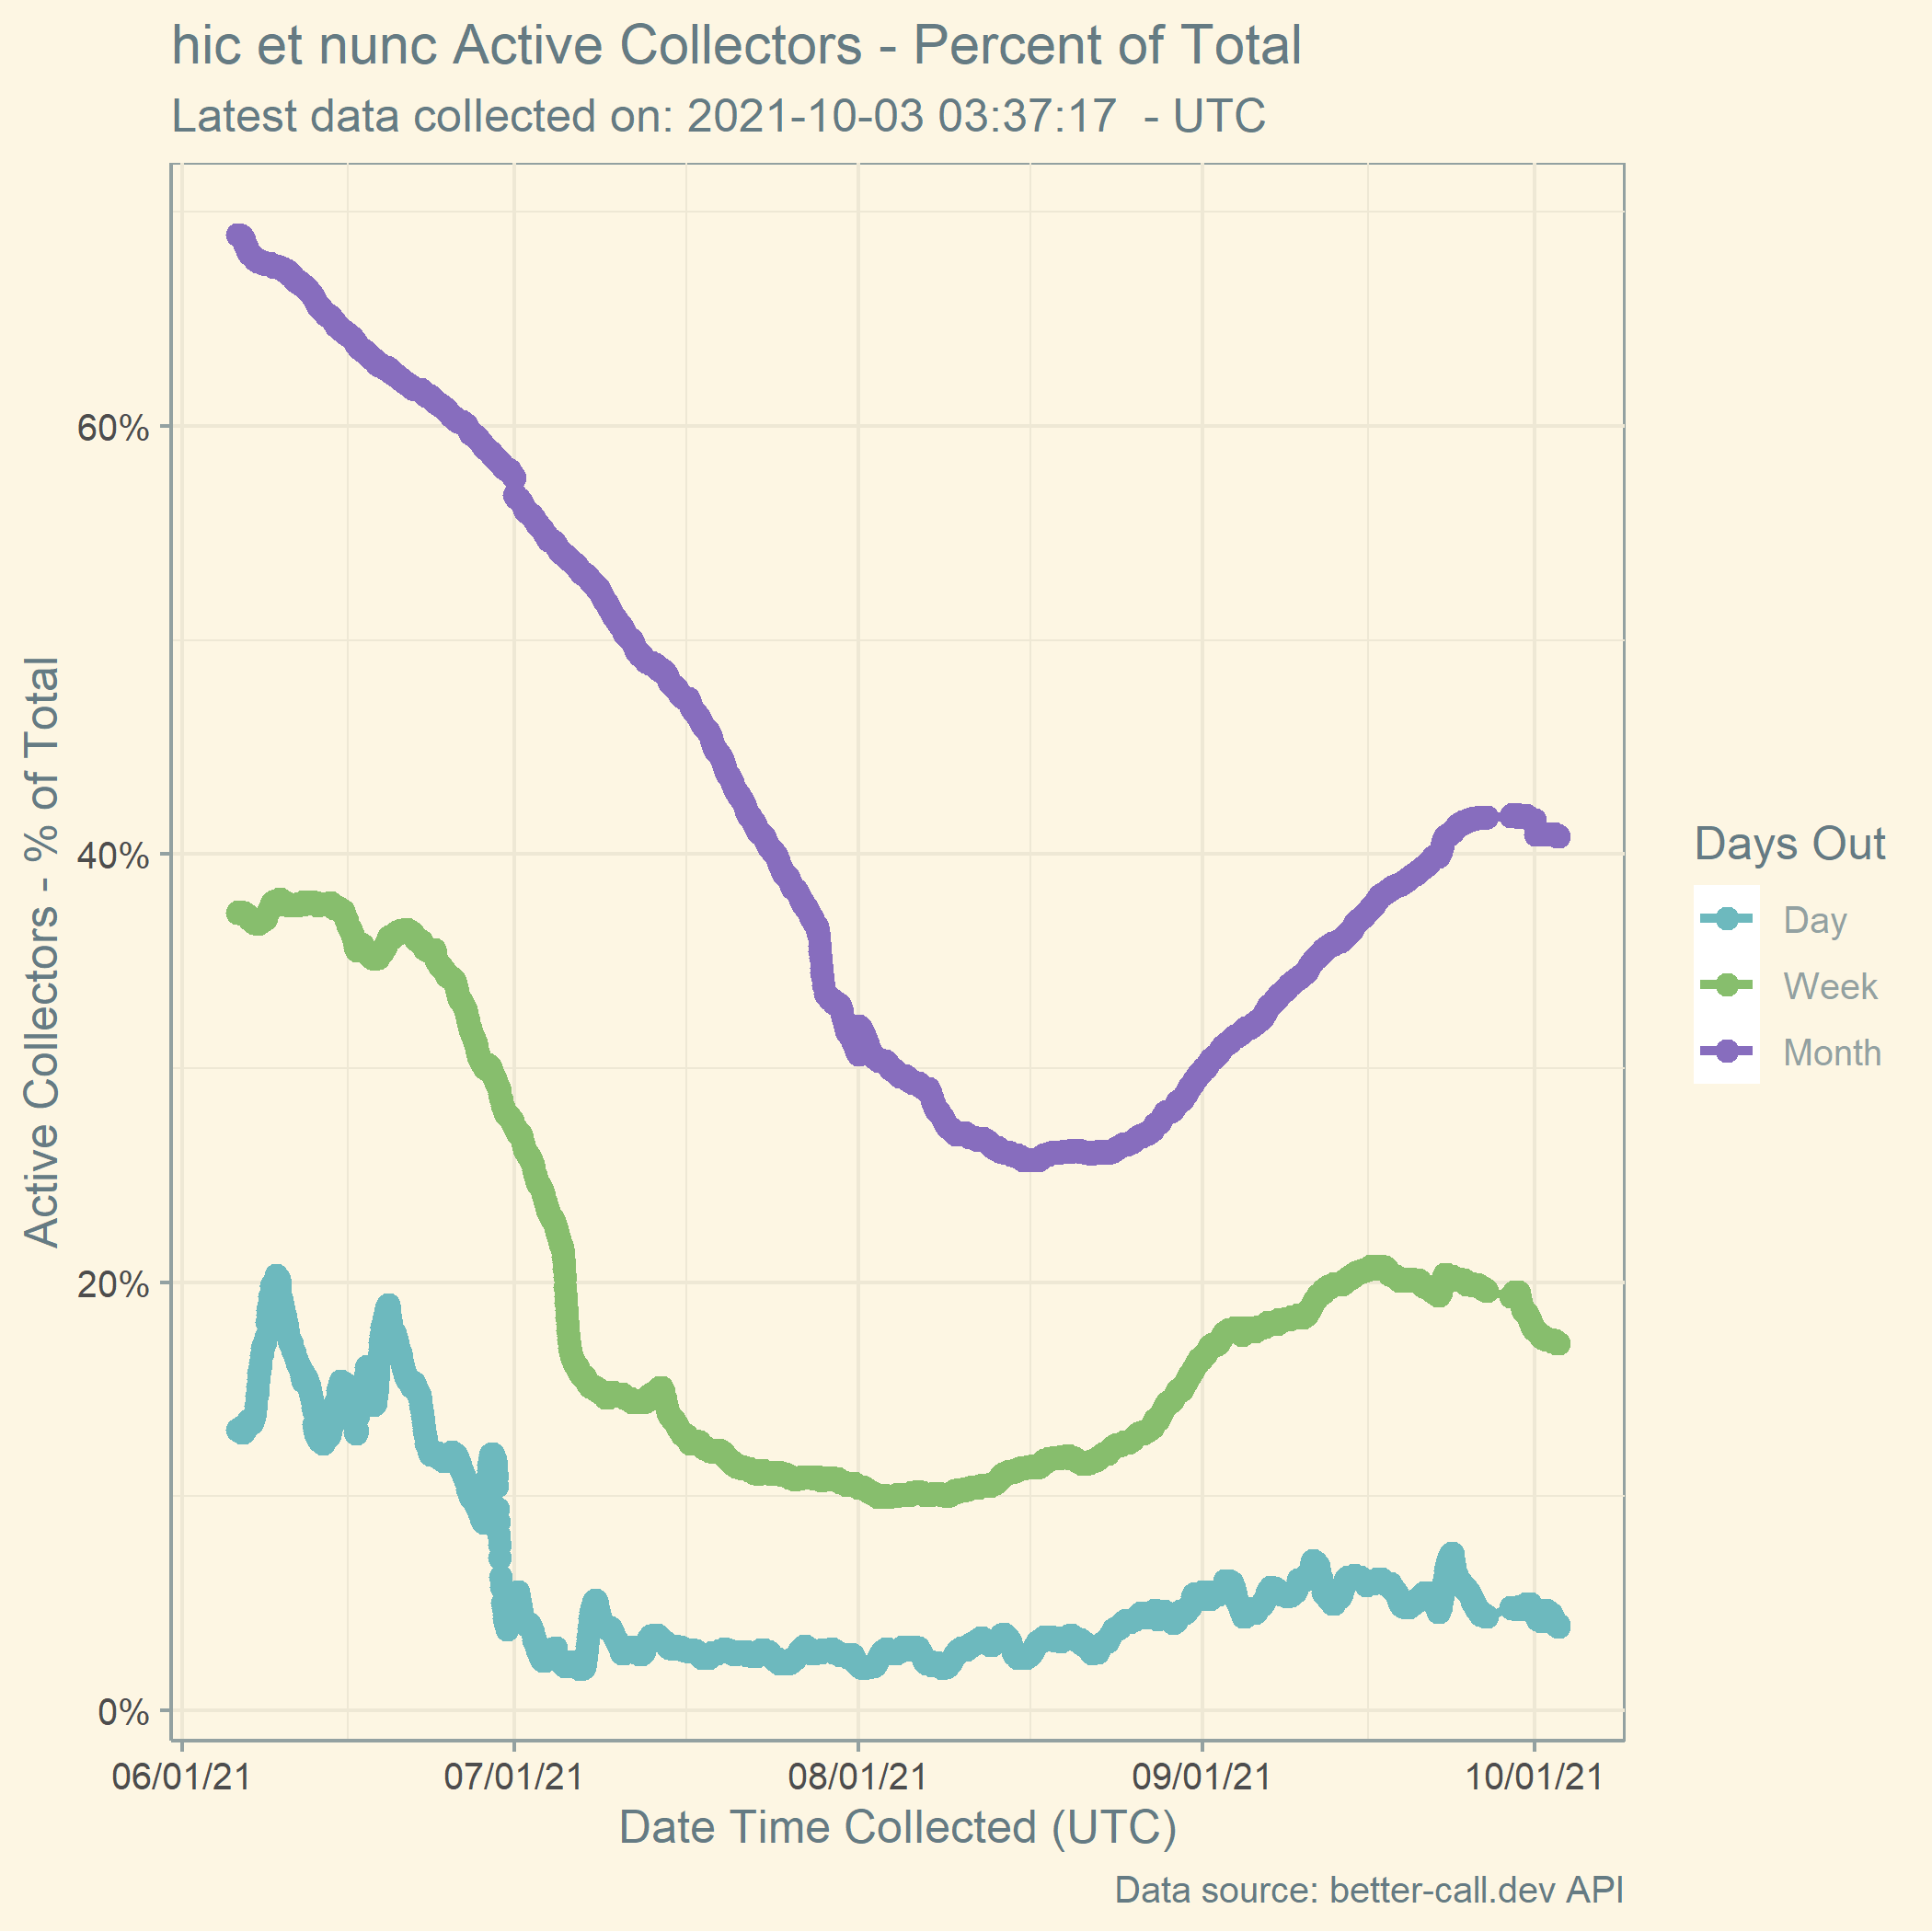 hic et nunc Active Collectors - Percent of Total
Latest data collected on: 2021-10-03 03:37:17  - UTC
Active Collectors - % of Total
60%
40%
20%
0%
06/01/21
07/01/21
08/01/21
09/01/21
10/01/21
Date Time Collected (UTC)
Days Out
Day
Week
Month
Data source: better-call.dev API